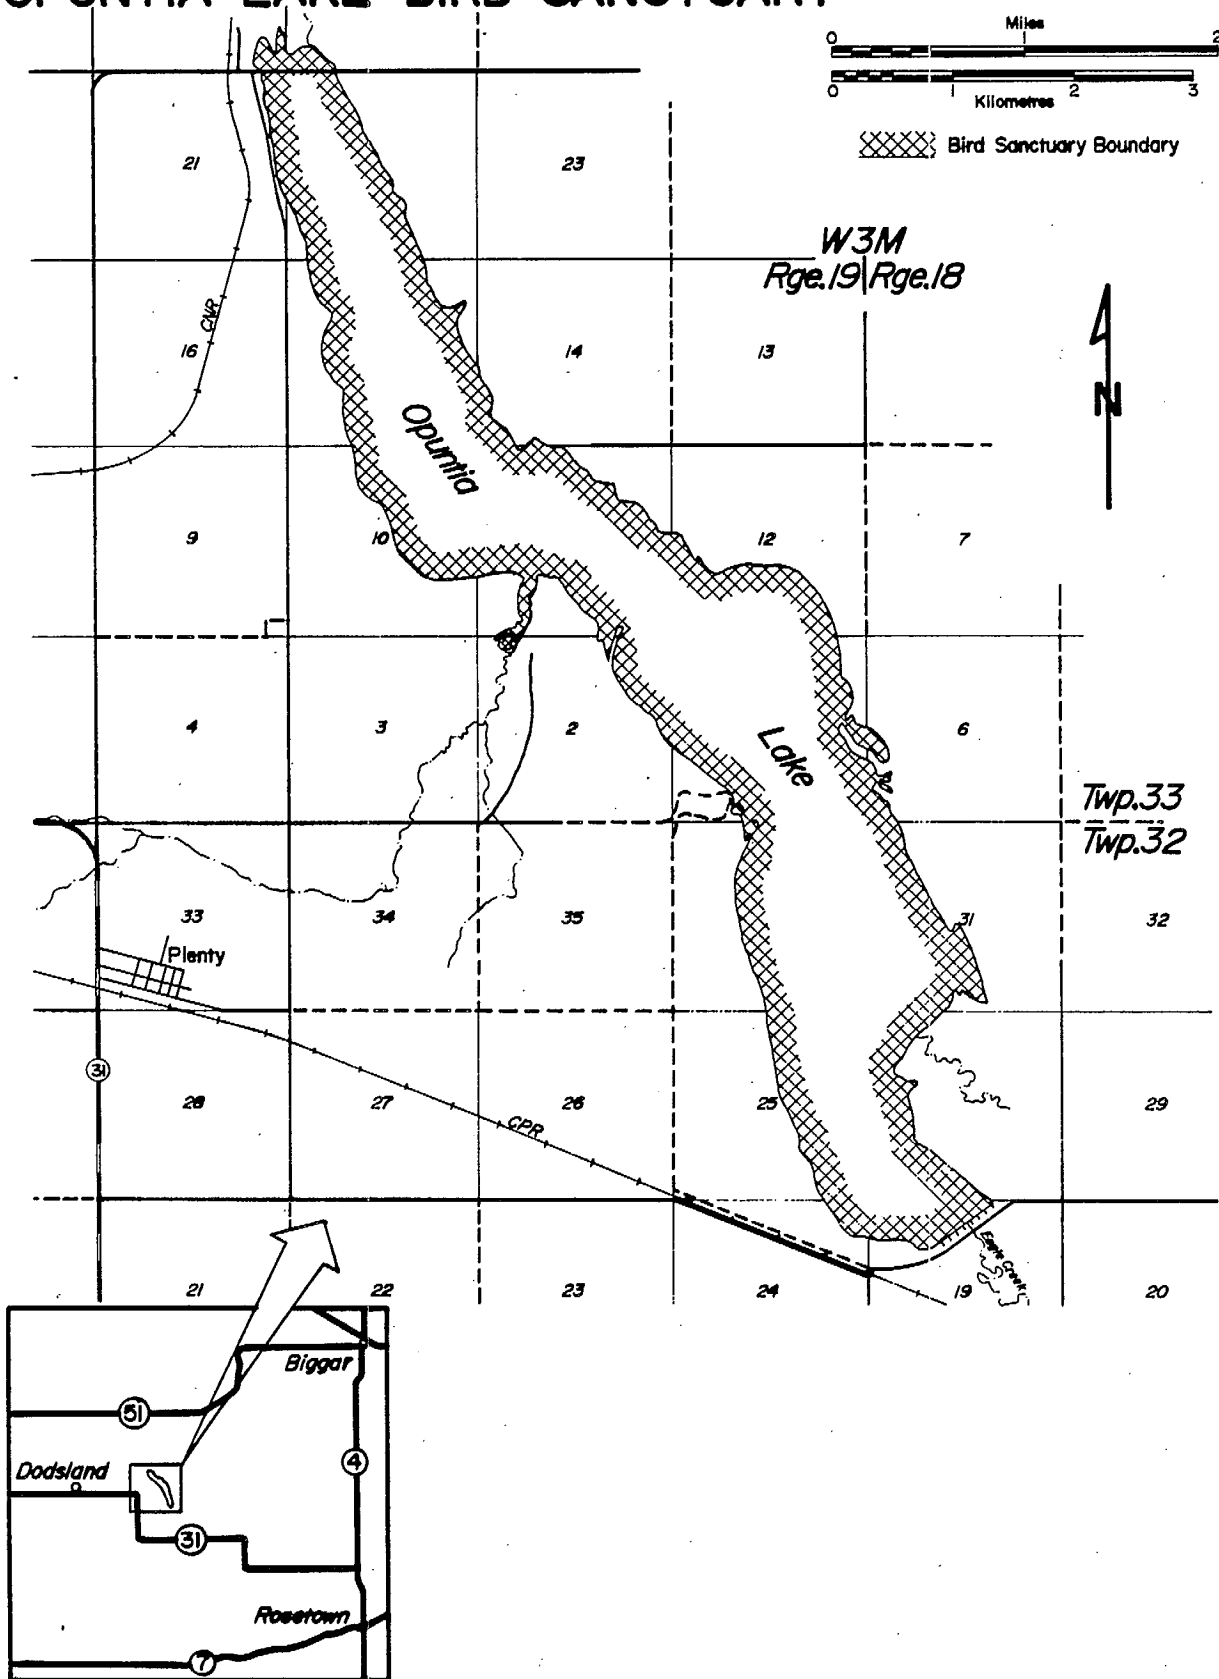 OPUNTIA LAKE BIRD SANCTUARY
Miles
0 1 2
0 1 2 3
Kilometres
Bird Sanctuary Boundary
21
23
W3M
Rge.19 Rge.18
CNR
16
14
13
N
Opuntia
9
10
12
7
4
3
2
Lake
6
Twp.33
Twp.32
33
34
35
31
32
Plenty
31
28
27
26
25
29
CPR
Eagle Creek
21
22
23
24
19
20
Biggar
51
4
Dodsland
31
Rosetown
7